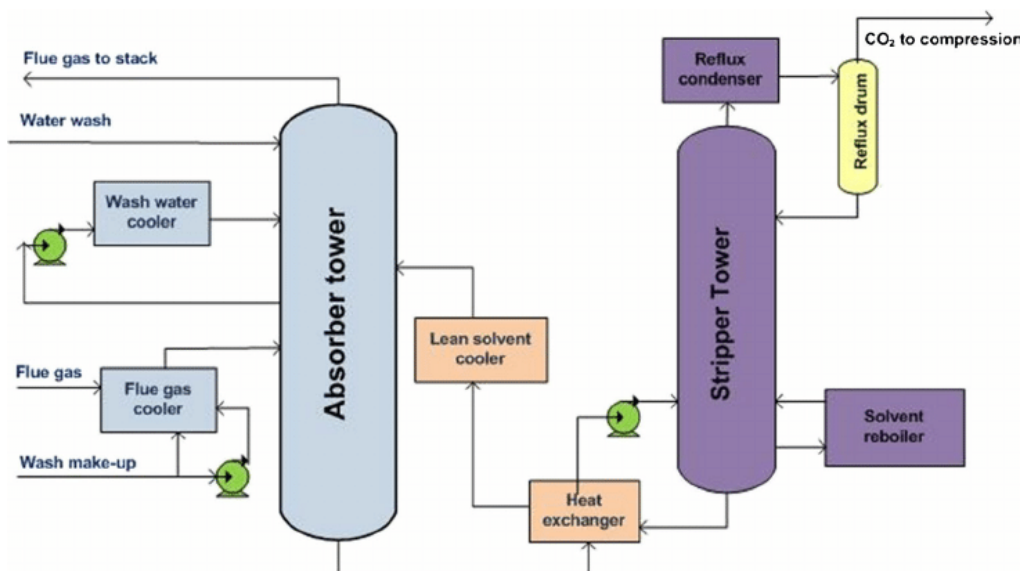 Flue gas to stack
Water wash
Wash water
cooler
Flue gas
Flue gas
cooler
Wash make-up
Absorber tower
Lean solvent
cooler
Heat
exchanger
Reflux
condenser
Stripper Tower
Reflux drum
CO₂ to compression
Solvent
reboiler